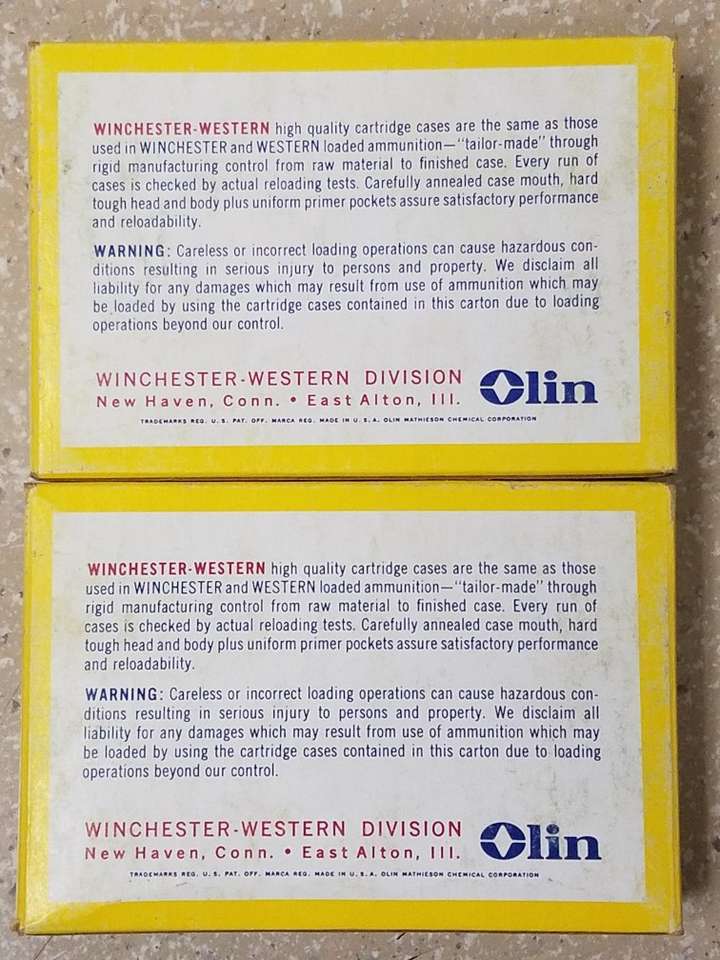 WINCHESTER-WESTERN high quality cartridge cases are the same as those
used in WINCHESTER and WESTERN loaded ammunition—"tailor-made" through
rigid manufacturing control from raw material to finished case. Every run of
cases is checked by actual reloading tests. Carefully annealed case mouth, hard
tough head and body plus uniform primer pockets assure satisfactory performance
and reloadability.
WARNING: Careless or incorrect loading operations can cause hazardous con-
ditions resulting in serious injury to persons and property. We disclaim all
liability for any damages which may result from use of ammunition which may
be loaded by using the cartridge cases contained in this carton due to loading
operations beyond our control.
WINCHESTER-WESTERN DIVISION
New Haven, Conn. • East Alton, Ill.
Olin
TRADEMARKS REG. U. S. PAT. OFF. MARCA REG. MADE IN U. S. A. OLIN MATHIESON CHEMICAL CORPORATION
WINCHESTER-WESTERN high quality cartridge cases are the same as those
used in WINCHESTER and WESTERN loaded ammunition—"tailor-made" through
rigid manufacturing control from raw material to finished case. Every run of
cases is checked by actual reloading tests. Carefully annealed case mouth, hard
tough head and body plus uniform primer pockets assure satisfactory performance
and reloadability.
WARNING: Careless or incorrect loading operations can cause hazardous con-
ditions resulting in serious injury to persons and property. We disclaim all
liability for any damages which may result from use of ammunition which may
be loaded by using the cartridge cases contained in this carton due to loading
operations beyond our control.
WINCHESTER-WESTERN DIVISION
New Haven, Conn. • East Alton, Ill.
Olin
TRADEMARKS REG. U. S. PAT. OFF. MARCA REG. MADE IN U. S. A. OLIN MATHIESON CHEMICAL CORPORATION